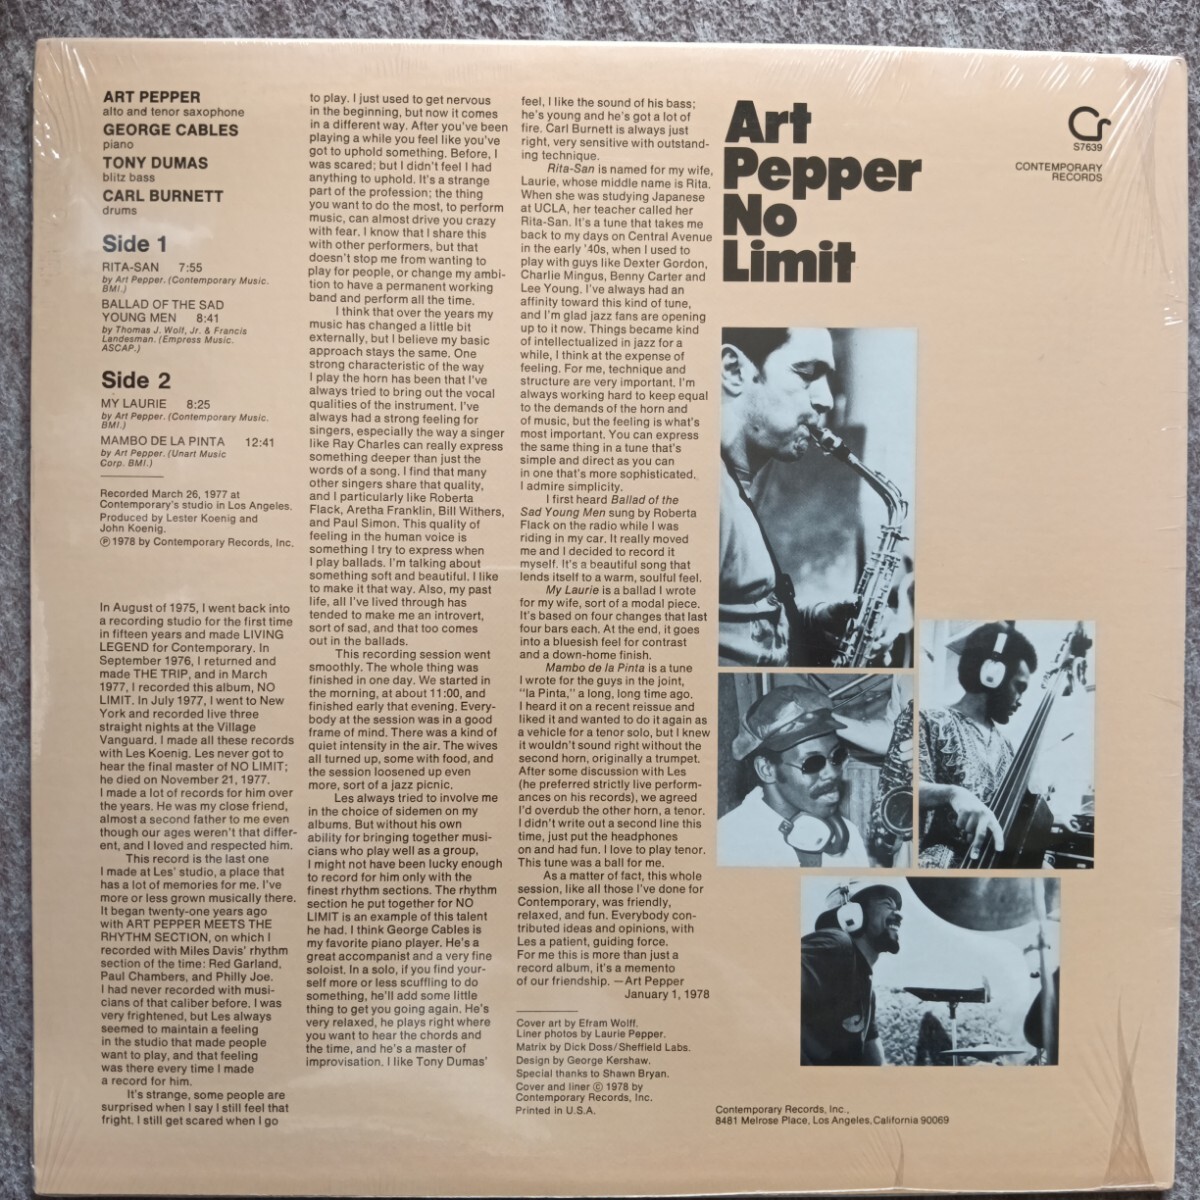 ART PEPPER
alto and tenor saxophone
GEORGE CABLES
piano
TONY DUMAS
blitz bass
CARL BURNETT
drums
Side 1
RITA-SAN 7:55
by Art Pepper. (Contemporary Music.
BMI.)
BALLAD OF THE SAD
YOUNG MEN 8:41
by Thomas J. Wolf, Jr. & Francis
Landesman. (Empress Music.
ASCAP.)
Side 2
MY LAURIE 8:25
by Art Pepper. (Contemporary Music.
BMI.)
MAMBO DE LA PINTA 12:41
by Art Pepper. (Unart Music
Corp. BMI.)
Recorded March 26, 1977 at
Contemporary's studio in Los Angeles.
Produced by Lester Koenig and
John Koenig.
℗ 1978 by Contemporary Records, Inc.
In August of 1975, I went back into
a recording studio for the first time
in fifteen years and made LIVING
LEGEND for Contemporary. In
September 1976, I returned and
made THE TRIP, and in March
1977, I recorded this album, NO
LIMIT. In July 1977, I went to New
York and recorded live three
straight nights at the Village
Vanguard. I made all these records
with Les Koenig. Les never got to
hear the final master of NO LIMIT;
he died on November 21, 1977.
I made a lot of records for him over
the years. He was my close friend,
almost a second father to me even
though our ages weren't that differ-
ent, and I loved and respected him.
This record is the last one
I made at Les' studio, a place that
has a lot of memories for me. I've
more or less grown musically there.
It began twenty-one years ago
with ART PEPPER MEETS THE
RHYTHM SECTION, on which I
recorded with Miles Davis' rhythm
section of the time: Red Garland,
Paul Chambers, and Philly Joe.
I had never recorded with musi-
cians of that caliber before. I was
very frightened, but Les always
seemed to maintain a feeling
in the studio that made people
want to play, and that feeling
was there every time I made
a record for him.
It's strange, some people are
surprised when I say I still feel that
fright. I still get scared when I go
to play. I just used to get nervous
in the beginning, but now it comes
in a different way. After you've been
playing a while you feel like you've
got to uphold something. Before, I
was scared; but I didn't feel I had
anything to uphold. It's a strange
part of the profession; the thing
you want to do the most, to perform
music, can almost drive you crazy
with fear. I know that I share this
with other performers, but that
doesn't stop me from wanting to
play for people, or change my ambi-
tion to have a permanent working
band and perform all the time.
I think that over the years my
music has changed a little bit
externally, but I believe my basic
approach stays the same. One
strong characteristic of the way
I play the horn has been that I've
always tried to bring out the vocal
qualities of the instrument. I've
always had a strong feeling for
singers, especially the way a singer
like Ray Charles can really express
something deeper than just the
words of a song. I find that many
other singers share that quality,
and I particularly like Roberta
Flack, Aretha Franklin, Bill Withers,
and Paul Simon. This quality of
feeling in the human voice is
something I try to express when
I play ballads. I'm talking about
something soft and beautiful. I like
to make it that way. Also, my past
life, all I've lived through has
tended to make me an introvert,
sort of sad, and that too comes
out in the ballads.
This recording session went
smoothly. The whole thing was
finished in one day. We started in
the morning, at about 11:00, and
finished early that evening. Every-
body at the session was in a good
frame of mind. There was a kind of
quiet intensity in the air. The wives
all turned up, some with food, and
the session loosened up even
more, sort of a jazz picnic.
Les always tried to involve me
in the choice of sidemen on my
albums. But without his own
ability for bringing together musi-
cians who play well as a group,
I might not have been lucky enough
to record for him only with the
finest rhythm sections. The rhythm
section he put together for NO
LIMIT is an example of this talent
he had. I think George Cables is
my favorite piano player. He's a
great accompanist and a very fine
soloist. In a solo, if you find your-
self more or less scuffling to do
something, he'll add some little
thing to get you going again. He's
very relaxed, he plays right where
you want to hear the chords and
the time, and he's a master of
improvisation. I like Tony Dumas'
feel, I like the sound of his bass;
he's young and he's got a lot of
fire. Carl Burnett is always just
right, very sensitive with outstand-
ing technique.
Rita-San is named for my wife,
Laurie, whose middle name is Rita.
When she was studying Japanese
at UCLA, her teacher called her
Rita-San. It's a tune that takes me
back to my days on Central Avenue
in the early '40s, when I used to
play with guys like Dexter Gordon,
Charlie Mingus, Benny Carter and
Lee Young. I've always had an
affinity toward this kind of tune,
and I'm glad jazz fans are opening
up to it now. Things became kind
of intellectualized in jazz for a
while, I think at the expense of
feeling. For me, technique and
structure are very important. I'm
always working hard to keep equal
to the demands of the horn and
of music, but the feeling is what's
most important. You can express
the same thing in a tune that's
simple and direct as you can
in one that's more sophisticated.
I admire simplicity.
I first heard Ballad of the
Sad Young Men sung by Roberta
Flack on the radio while I was
riding in my car. It really moved
me and I decided to record it
myself. It's a beautiful song that
lends itself to a warm, soulful feel.
My Laurie is a ballad I wrote
for my wife, sort of a modal piece.
It's based on four changes that last
four bars each. At the end, it goes
into a bluesish feel for contrast
and a down-home finish.
Mambo de la Pinta is a tune
I wrote for the guys in the joint,
"la Pinta," a long, long time ago.
I heard it on a recent reissue and
liked it and wanted to do it again as
a vehicle for a tenor solo, but I knew
it wouldn't sound right without the
second horn, originally a trumpet.
After some discussion with Les
(he preferred strictly live perform-
ances on his records), we agreed
I'd overdub the other horn, a tenor.
I didn't write out a second line this
time, just put the headphones
on and had fun. I love to play tenor.
This tune was a ball for me.
As a matter of fact, this whole
session, like all those I've done for
Contemporary, was friendly,
relaxed, and fun. Everybody con-
tributed ideas and opinions, with
Les a patient, guiding force.
For me this is more than just a
record album, it's a memento
of our friendship. —Art Pepper
January 1, 1978
Cover art by Efram Wolff.
Liner photos by Laurie Pepper.
Matrix by Dick Doss/Sheffield Labs.
Design by George Kershaw.
Special thanks to Shawn Bryan.
Cover and liner © 1978 by
Contemporary Records, Inc.
Printed in U.S.A.
Art
Pepper
No
Limit
Cr
S7639
CONTEMPORARY
RECORDS
Contemporary Records, Inc.,
8481 Melrose Place, Los Angeles, California 90069